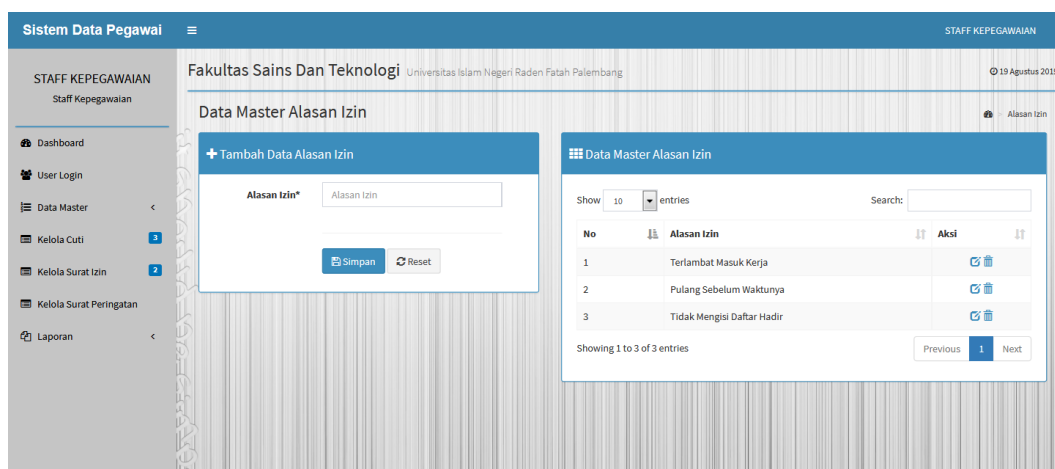 Sistem Data Pegawai
STAFF KEPEGAWAIAN
STAFF KEPEGAWAIAN
Staff Kepegawaian
Dashboard
User Login
Data Master
Kelola Cuti 3
Kelola Surat Izin 2
Kelola Surat Peringatan
Laporan
Fakultas Sains Dan Teknologi Universitas Islam Negeri Raden Fatah Palembang
19 Agustus 201
Data Master Alasan Izin
Alasan Izin
Tambah Data Alasan Izin
Alasan Izin* Alasan Izin
Simpan Reset
Data Master Alasan Izin
Show 10 entries Search:
No Alasan Izin Aksi
1 Terlambat Masuk Kerja
2 Pulang Sebelum Waktunya
3 Tidak Mengisi Daftar Hadir
Showing 1 to 3 of 3 entries Previous 1 Next